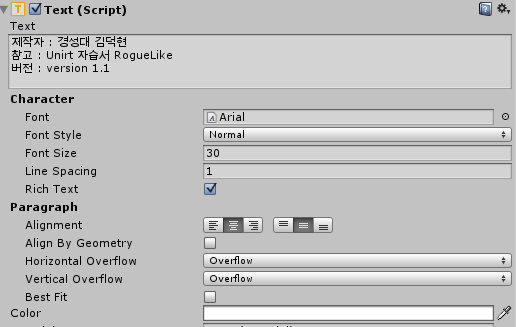 Text (Script)
Text
제작자 : 경성대 김덕현
참고 : Unirt 자습서 RogueLike
버전 : version 1.1
Character
Font Arial
Font Style Normal
Font Size 30
Line Spacing 1
Rich Text
Paragraph
Alignment
Align By Geometry
Horizontal Overflow Overflow
Vertical Overflow Overflow
Best Fit
Color